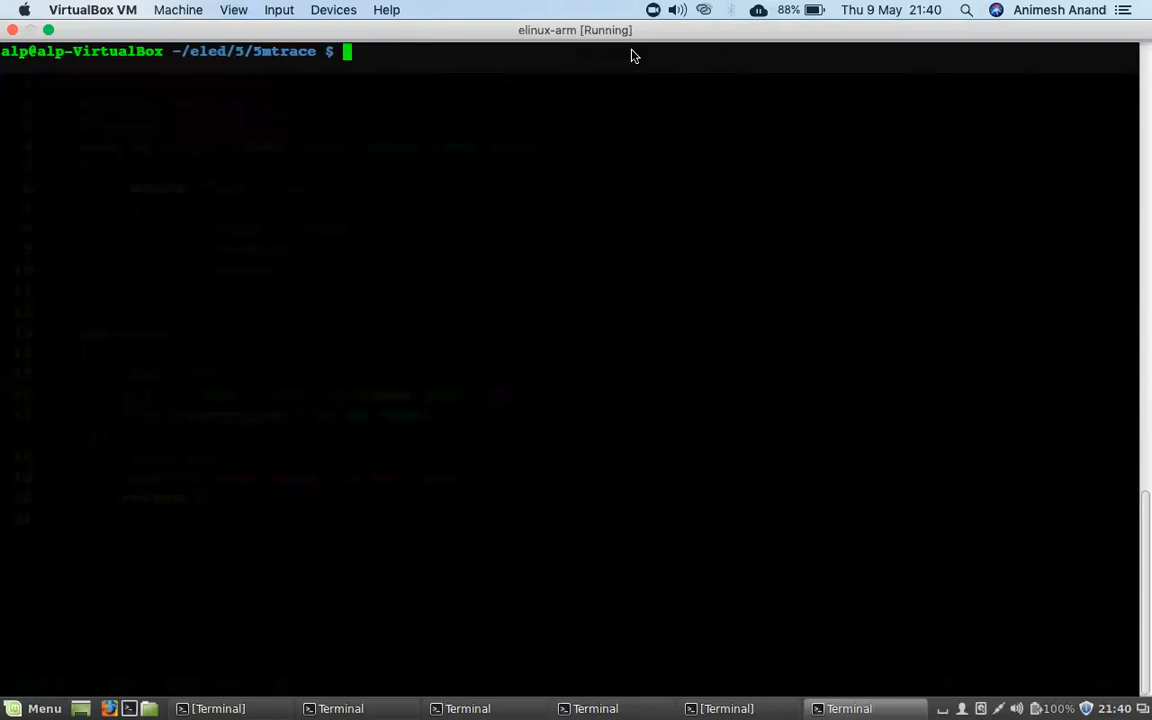 VirtualBox VM Machine View Input Devices Help 88% Thu 9 May 21:40 Animesh Anand
elinux-arm [Running]
alp@alp-VirtualBox ~/eled/5/5mtrace $
Menu [Terminal] Terminal Terminal Terminal [Terminal] Terminal 100% 21:40